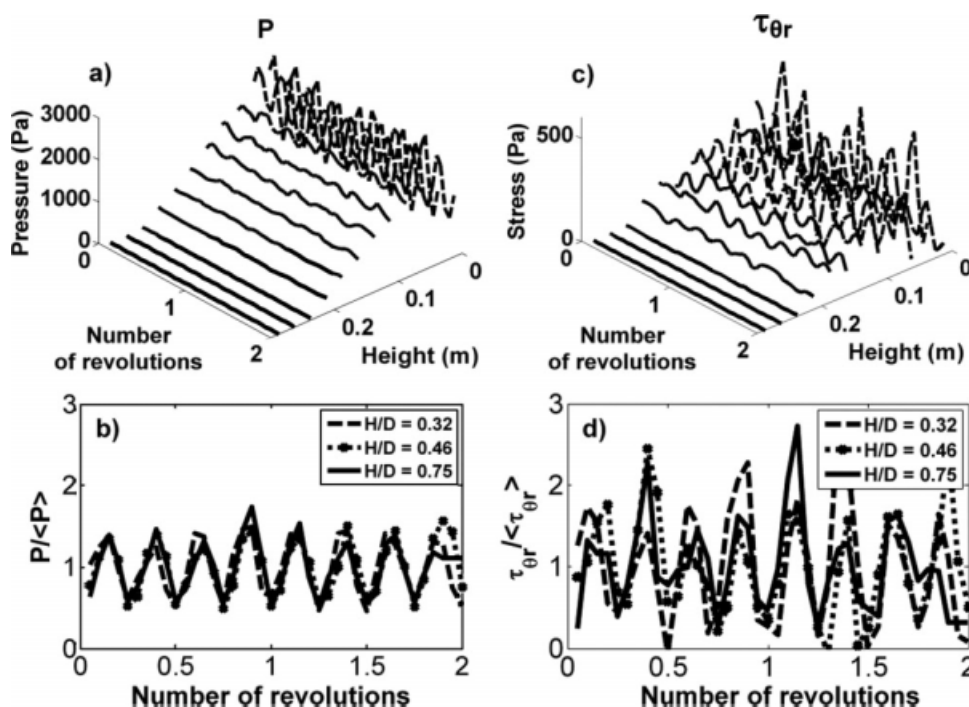 P
τθr
a)
c)
Pressure (Pa)
3000
2000
1000
0
0
1
2
Number
of revolutions
0.2
0.1
0
Height (m)
Stress (Pa)
500
0
0
1
2
Number
of revolutions
0.2
0.1
0
Height (m)
b)
H/D = 0.32
H/D = 0.46
H/D = 0.75
P/<P>
3
2
1
0
0
0.5
1
1.5
2
Number of revolutions
d)
H/D = 0.32
H/D = 0.46
H/D = 0.75
τθr/<τθr>
3
2
1
0
0
0.5
1
1.5
2
Number of revolutions